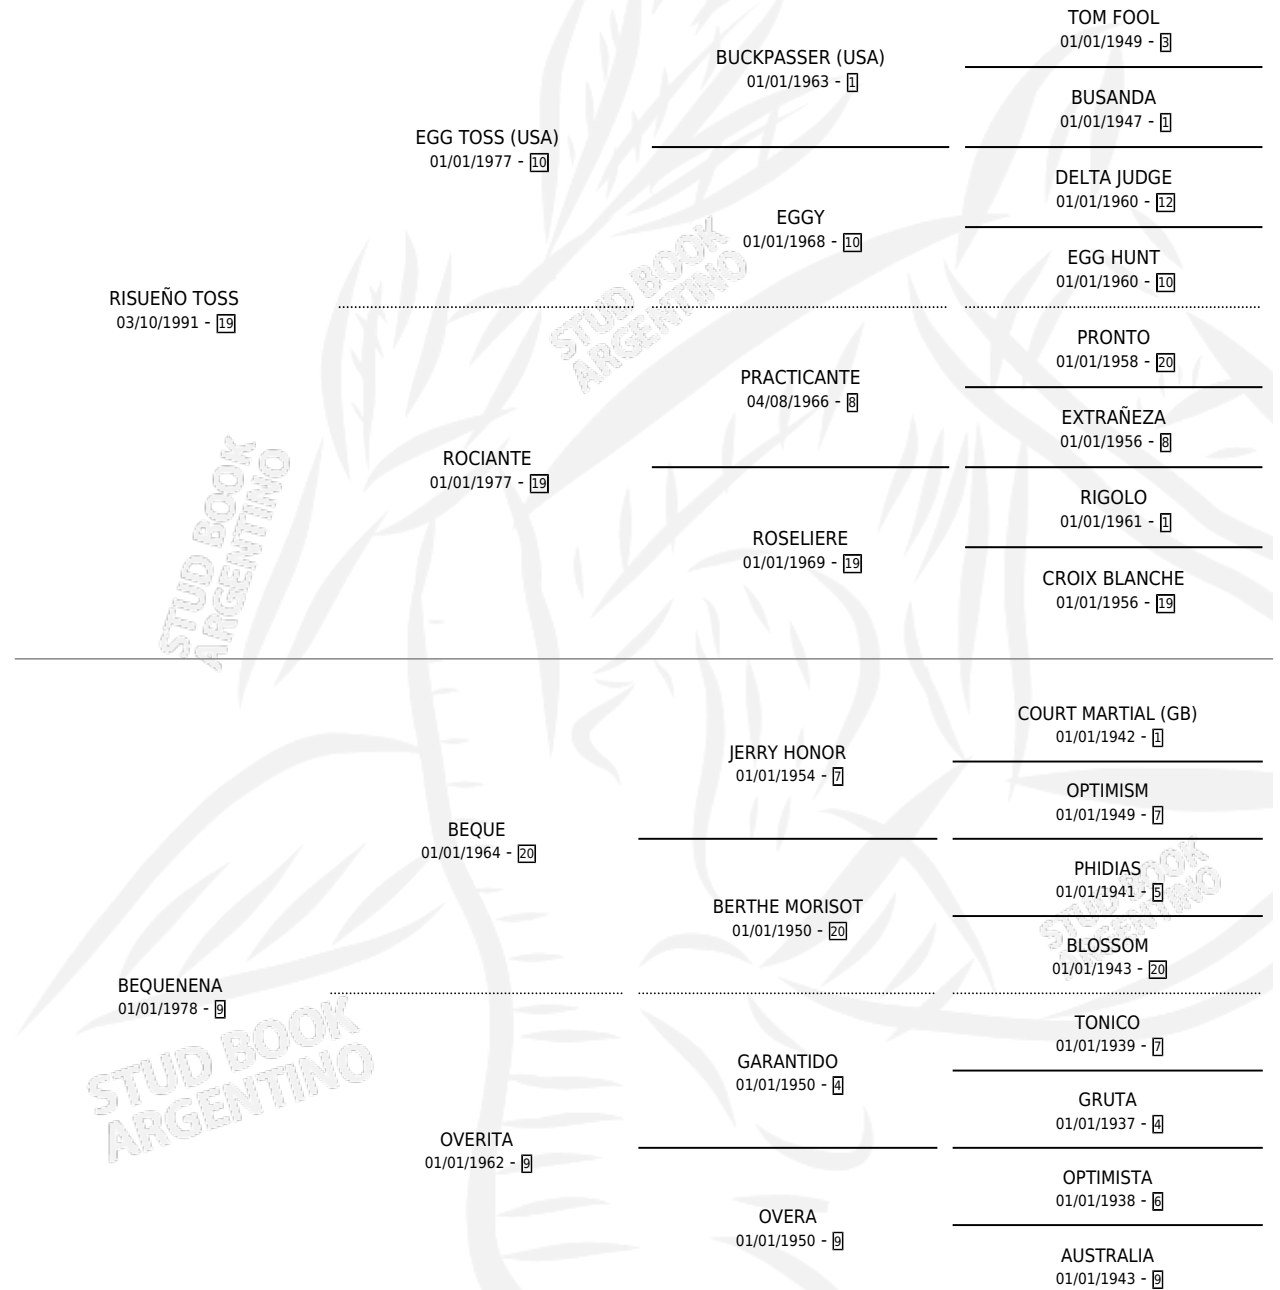 TOM FOOL
01/01/1949 - 3
BUCKPASSER (USA)
01/01/1963 - 1
BUSANDA
01/01/1947 - 1
EGG TOSS (USA)
01/01/1977 - 10
DELTA JUDGE
01/01/1960 - 12
EGGY
01/01/1968 - 10
EGG HUNT
01/01/1960 - 10
RISUEÑO TOSS
03/10/1991 - 19
PRONTO
01/01/1958 - 20
PRACTICANTE
04/08/1966 - 8
EXTRAÑEZA
01/01/1956 - 8
ROCIANTE
01/01/1977 - 19
RIGOLO
01/01/1961 - 1
ROSELIERE
01/01/1969 - 19
CROIX BLANCHE
01/01/1956 - 19
COURT MARTIAL (GB)
01/01/1942 - 1
JERRY HONOR
01/01/1954 - 7
OPTIMISM
01/01/1949 - 7
BEQUE
01/01/1964 - 20
PHIDIAS
01/01/1941 - 5
BERTHE MORISOT
01/01/1950 - 20
BLOSSOM
01/01/1943 - 20
BEQUENENA
01/01/1978 - 9
TONICO
01/01/1939 - 7
GARANTIDO
01/01/1950 - 4
GRUTA
01/01/1937 - 4
OVERITA
01/01/1962 - 9
OPTIMISTA
01/01/1938 - 6
OVERA
01/01/1950 - 9
AUSTRALIA
01/01/1943 - 9
STUD BOOK
ARGENTINO
STUD BOOK
ARGENTINO
STUD BOOK
ARGENTINO
STUD BOOK
ARGENTINO